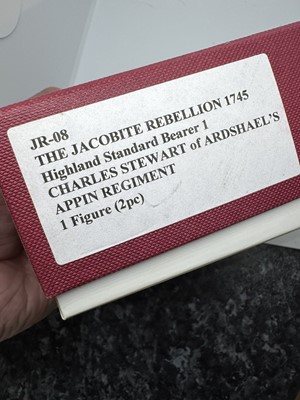 JR-08
THE JACOBITE REBELLION 1745
Highland Standard Bearer 1
CHARLES STEWART of ARDSHAEL'S
APPIN REGIMENT
1 Figure (2pc)